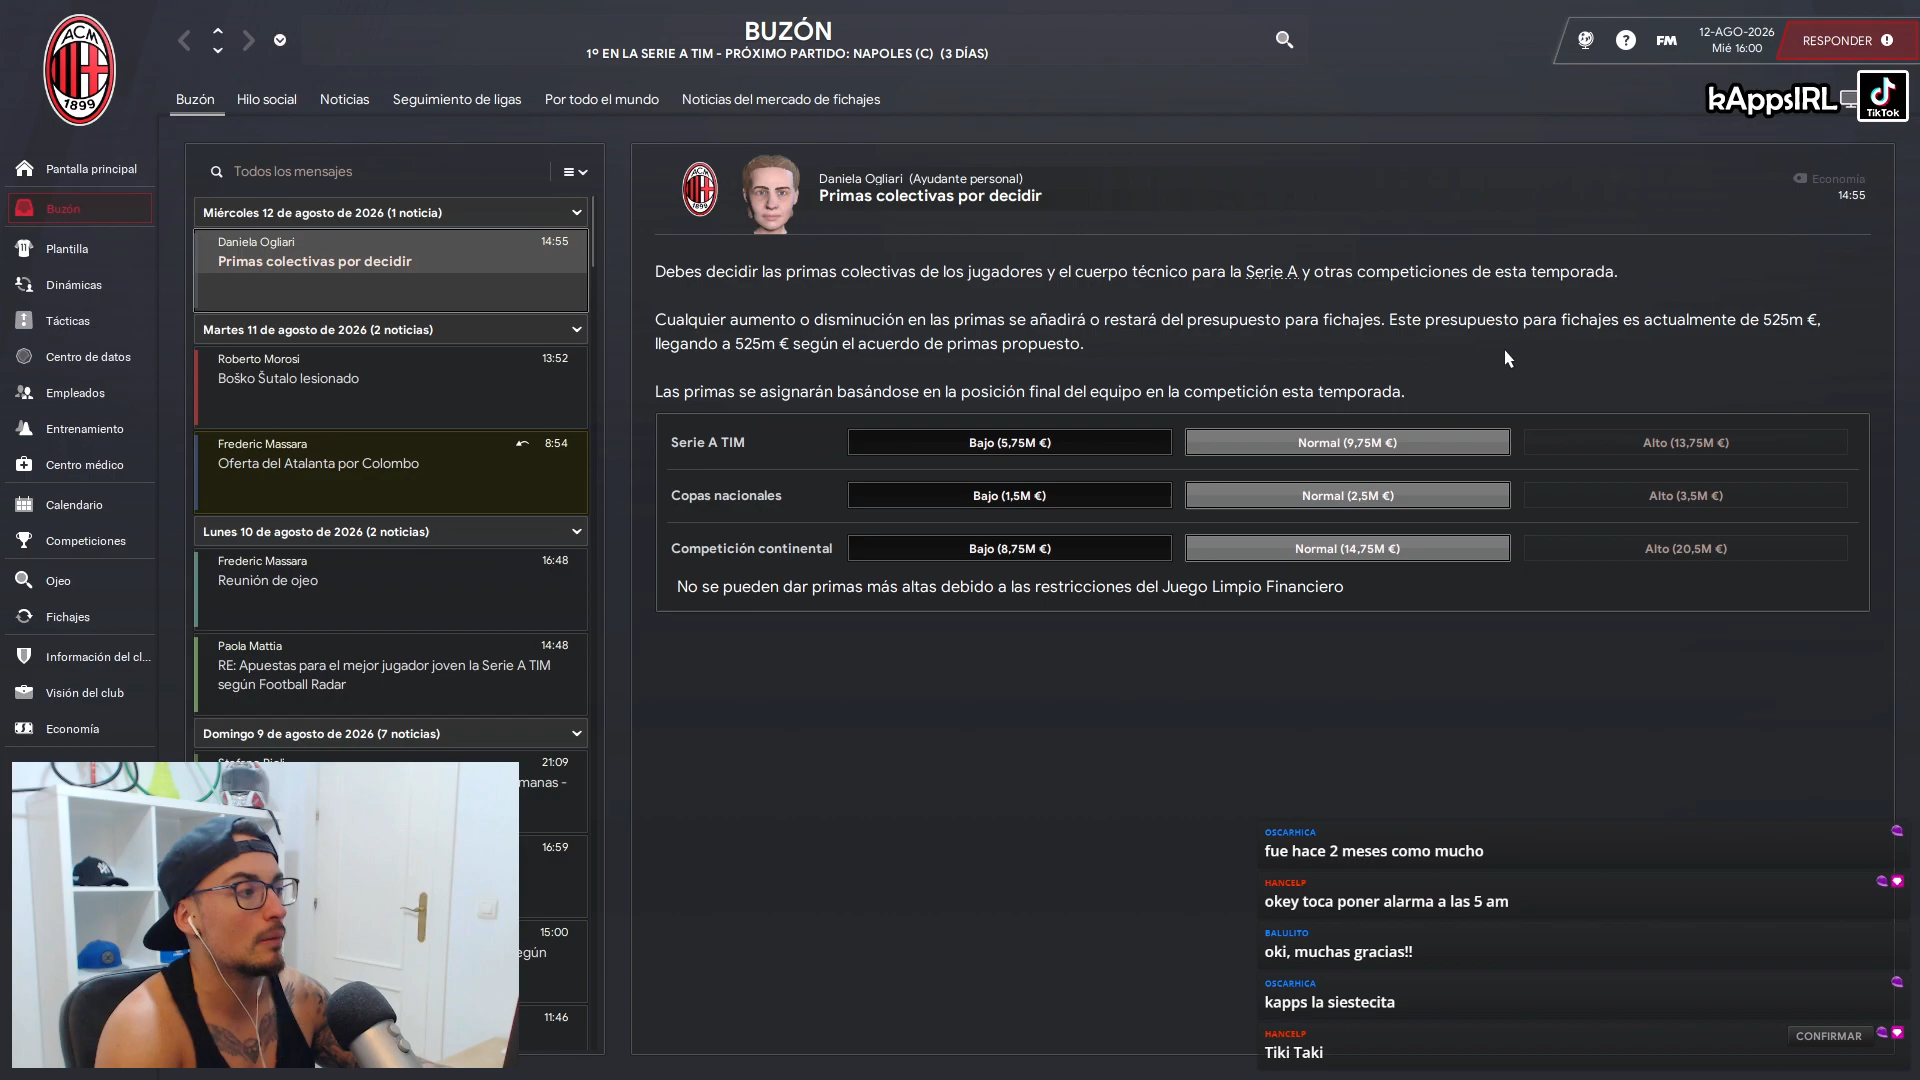 ACM
1899
BUZÓN
1º EN LA SERIE A TIM - PRÓXIMO PARTIDO: NAPOLES (C) (3 DÍAS)
FM
12-AGO-2026
Mié 16:00
RESPONDER
kAppsIRL
TikTok
Buzón
Hilo social
Noticias
Seguimiento de ligas
Por todo el mundo
Noticias del mercado de fichajes
Pantalla principal
Buzón
Plantilla
Dinámicas
Tácticas
Centro de datos
Empleados
Entrenamiento
Centro médico
Calendario
Competiciones
Ojeo
Fichajes
Información del cl...
Visión del club
Economía
Todos los mensajes
Miércoles 12 de agosto de 2026 (1 noticia)
Daniela Ogliari 14:55
Primas colectivas por decidir
Martes 11 de agosto de 2026 (2 noticias)
Roberto Morosi 13:52
Boško Šutalo lesionado
Frederic Massara 8:54
Oferta del Atalanta por Colombo
Lunes 10 de agosto de 2026 (2 noticias)
Frederic Massara 16:48
Reunión de ojeo
Paola Mattia 14:48
RE: Apuestas para el mejor jugador joven la Serie A TIM
según Football Radar
Domingo 9 de agosto de 2026 (7 noticias)
21:09
manas -
16:59
15:00
egún
11:46
Daniela Ogliari (Ayudante personal)
Primas colectivas por decidir
Economía
14:55
Debes decidir las primas colectivas de los jugadores y el cuerpo técnico para la Serie A y otras competiciones de esta temporada.
Cualquier aumento o disminución en las primas se añadirá o restará del presupuesto para fichajes. Este presupuesto para fichajes es actualmente de 525m €,
llegando a 525m € según el acuerdo de primas propuesto.
Las primas se asignarán basándose en la posición final del equipo en la competición esta temporada.
Serie A TIM Bajo (5,75M €) Normal (9,75M €) Alto (13,75M €)
Copas nacionales Bajo (1,5M €) Normal (2,5M €) Alto (3,5M €)
Competición continental Bajo (8,75M €) Normal (14,75M €) Alto (20,5M €)
No se pueden dar primas más altas debido a las restricciones del Juego Limpio Financiero
OSCARHICA
fue hace 2 meses como mucho
HANCELP
okey toca poner alarma a las 5 am
BALULITO
oki, muchas gracias!!
OSCARHICA
kapps la siestecita
HANCELP
Tiki Taki
CONFIRMAR